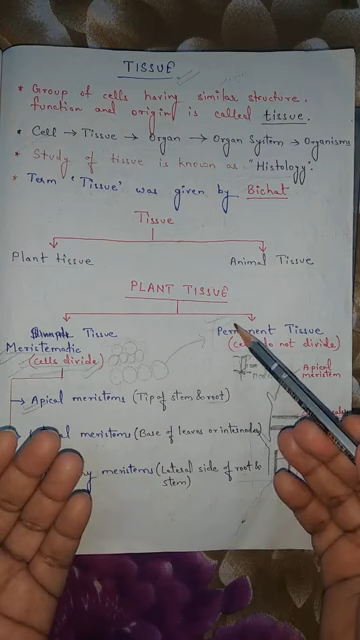 TISSUE
* Group of cells having similar structure.
function and origin is called tissue.
* Cell → Tissue → Organ → Organ System → Organisms
* Study of tissue is known as "Histology".
* Term 'Tissue' was given by Bichat
Tissue
Plant tissue Animal Tissue
PLANT TISSUE
Tissue Permanent Tissue
Meristematic (do not divide)
(cells divide) Apical
meristem
→ Apical meristems (Tip of stem & root)
meristems (Base of leaves or internodes)
meristems (Lateral side of root &
stem)